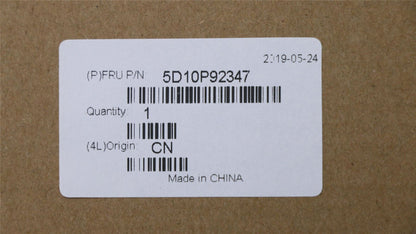 2019-05-24
(P)FRU P/N 5D10P92347
Quantity: 1
(4L)Origin: CN
Made in CHINA